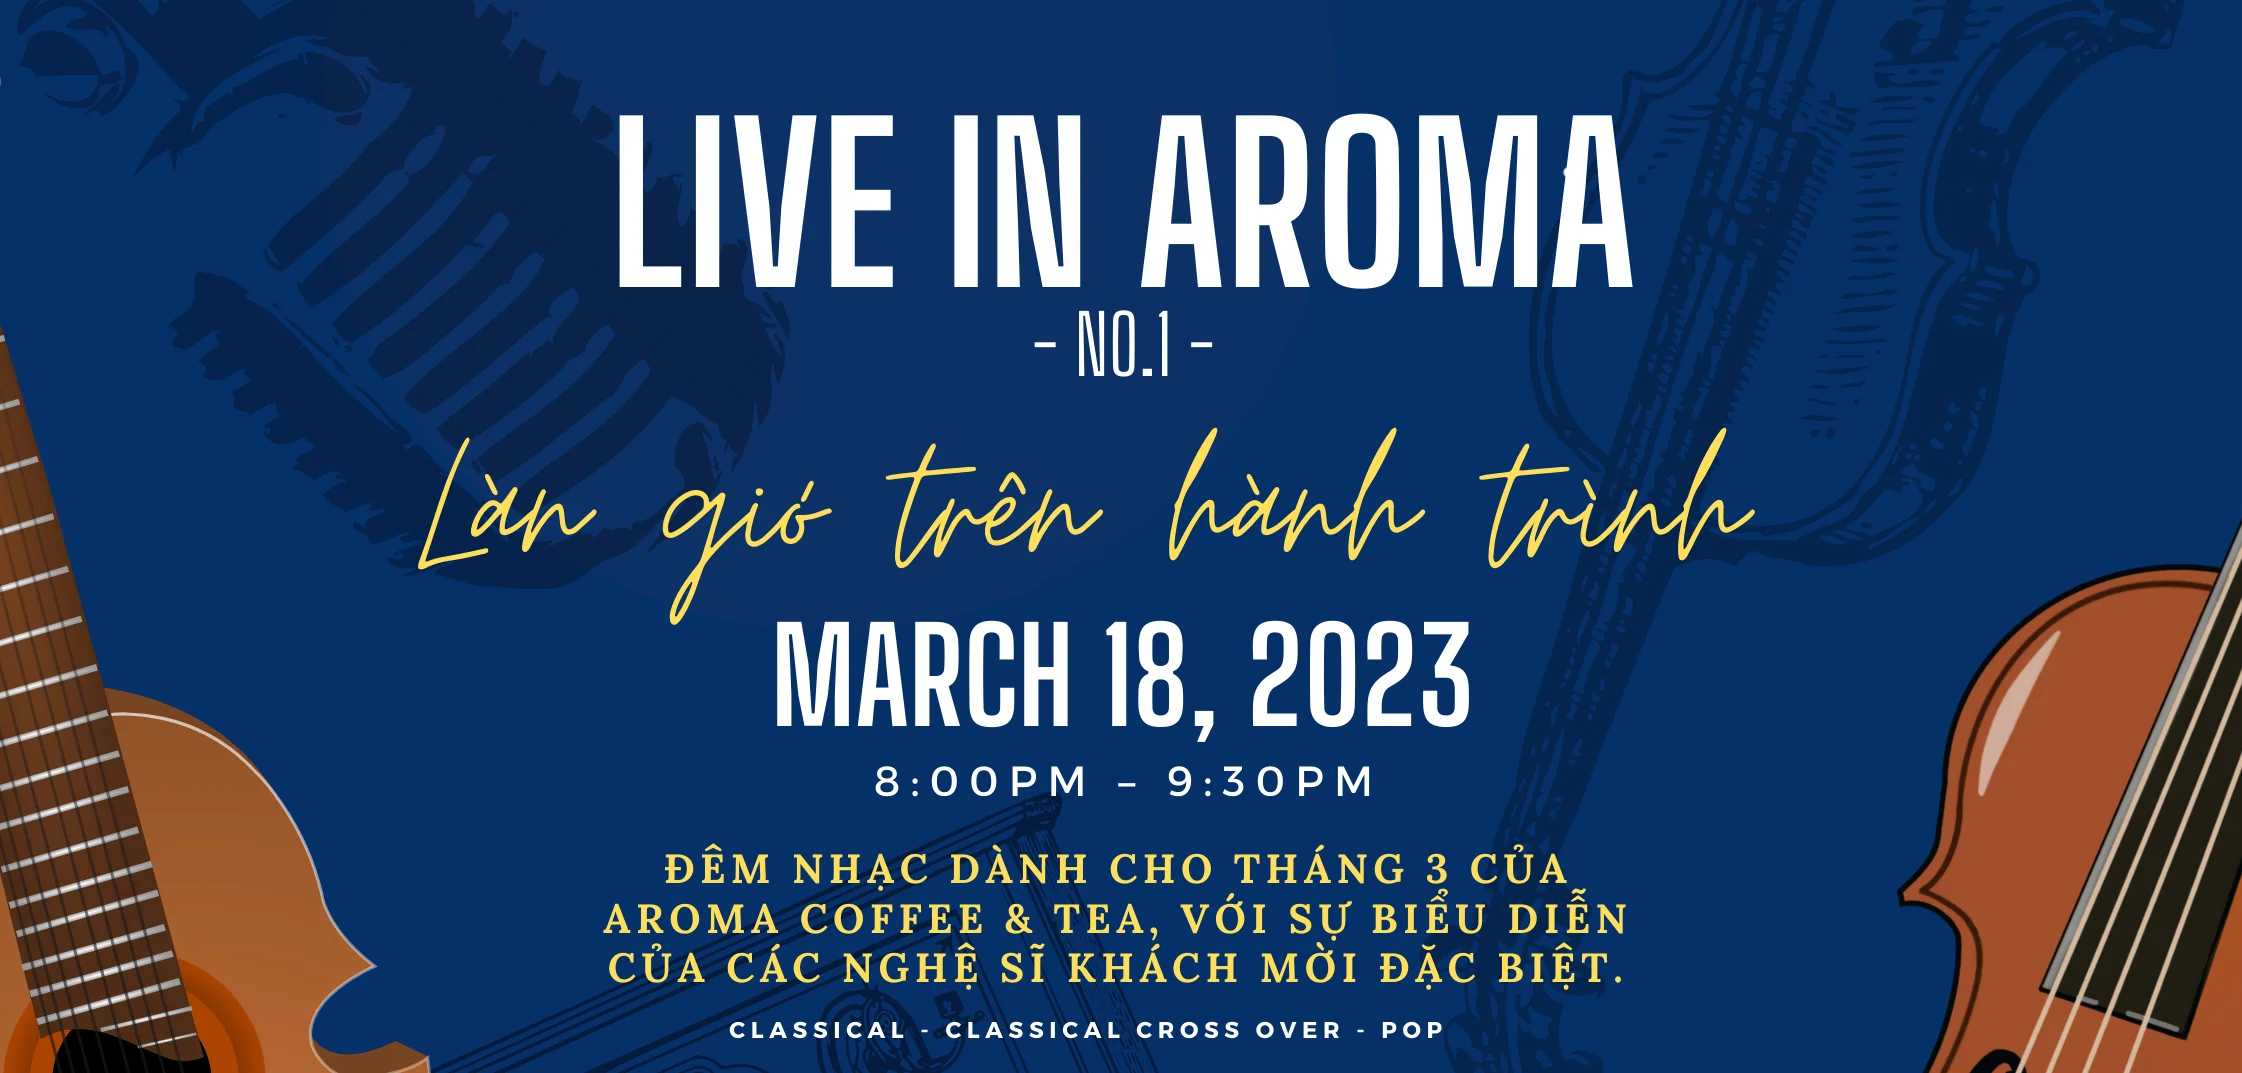 LIVE IN AROMA
- NO.1 -
Làn gió trên hành trình
MARCH 18, 2023
8:00PM – 9:30PM
ĐÊM NHẠC DÀNH CHO THÁNG 3 CỦA
AROMA COFFEE & TEA, VỚI SỰ BIỂU DIỄN
CỦA CÁC NGHỆ SĨ KHÁCH MỜI ĐẶC BIỆT.
CLASSICAL - CLASSICAL CROSS OVER - POP